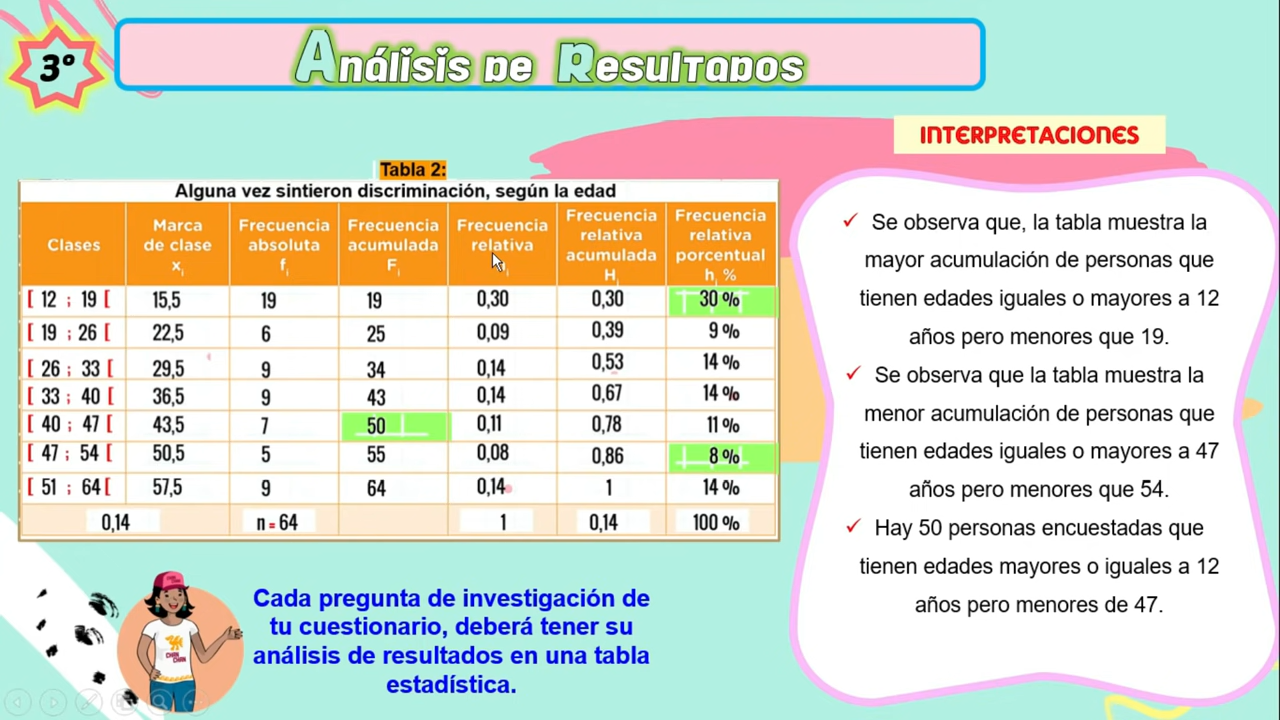 3°
Análisis de Resultados
INTERPRETACIONES
Tabla 2:
Alguna vez sintieron discriminación, según la edad
Clases Marca de clase xi Frecuencia absoluta fi Frecuencia acumulada Fi Frecuencia relativa Frecuencia relativa acumulada Hi Frecuencia relativa porcentual hi %
[ 12 ; 19 [ 15,5 19 19 0,30 0,30 30 %
[ 19 ; 26 [ 22,5 6 25 0,09 0,39 9 %
[ 26 ; 33 [ 29,5 9 34 0,14 0,53 14 %
[ 33 ; 40 [ 36,5 9 43 0,14 0,67 14 %
[ 40 ; 47 [ 43,5 7 50 0,11 0,78 11 %
[ 47 ; 54 [ 50,5 5 55 0,08 0,86 8 %
[ 51 ; 64 [ 57,5 9 64 0,14 1 14 %
0,14 n = 64 1 0,14 100 %
✓ Se observa que, la tabla muestra la
mayor acumulación de personas que
tienen edades iguales o mayores a 12
años pero menores que 19.
✓ Se observa que la tabla muestra la
menor acumulación de personas que
tienen edades iguales o mayores a 47
años pero menores que 54.
✓ Hay 50 personas encuestadas que
tienen edades mayores o iguales a 12
años pero menores de 47.
Cada pregunta de investigación de
tu cuestionario, deberá tener su
análisis de resultados en una tabla
estadística.